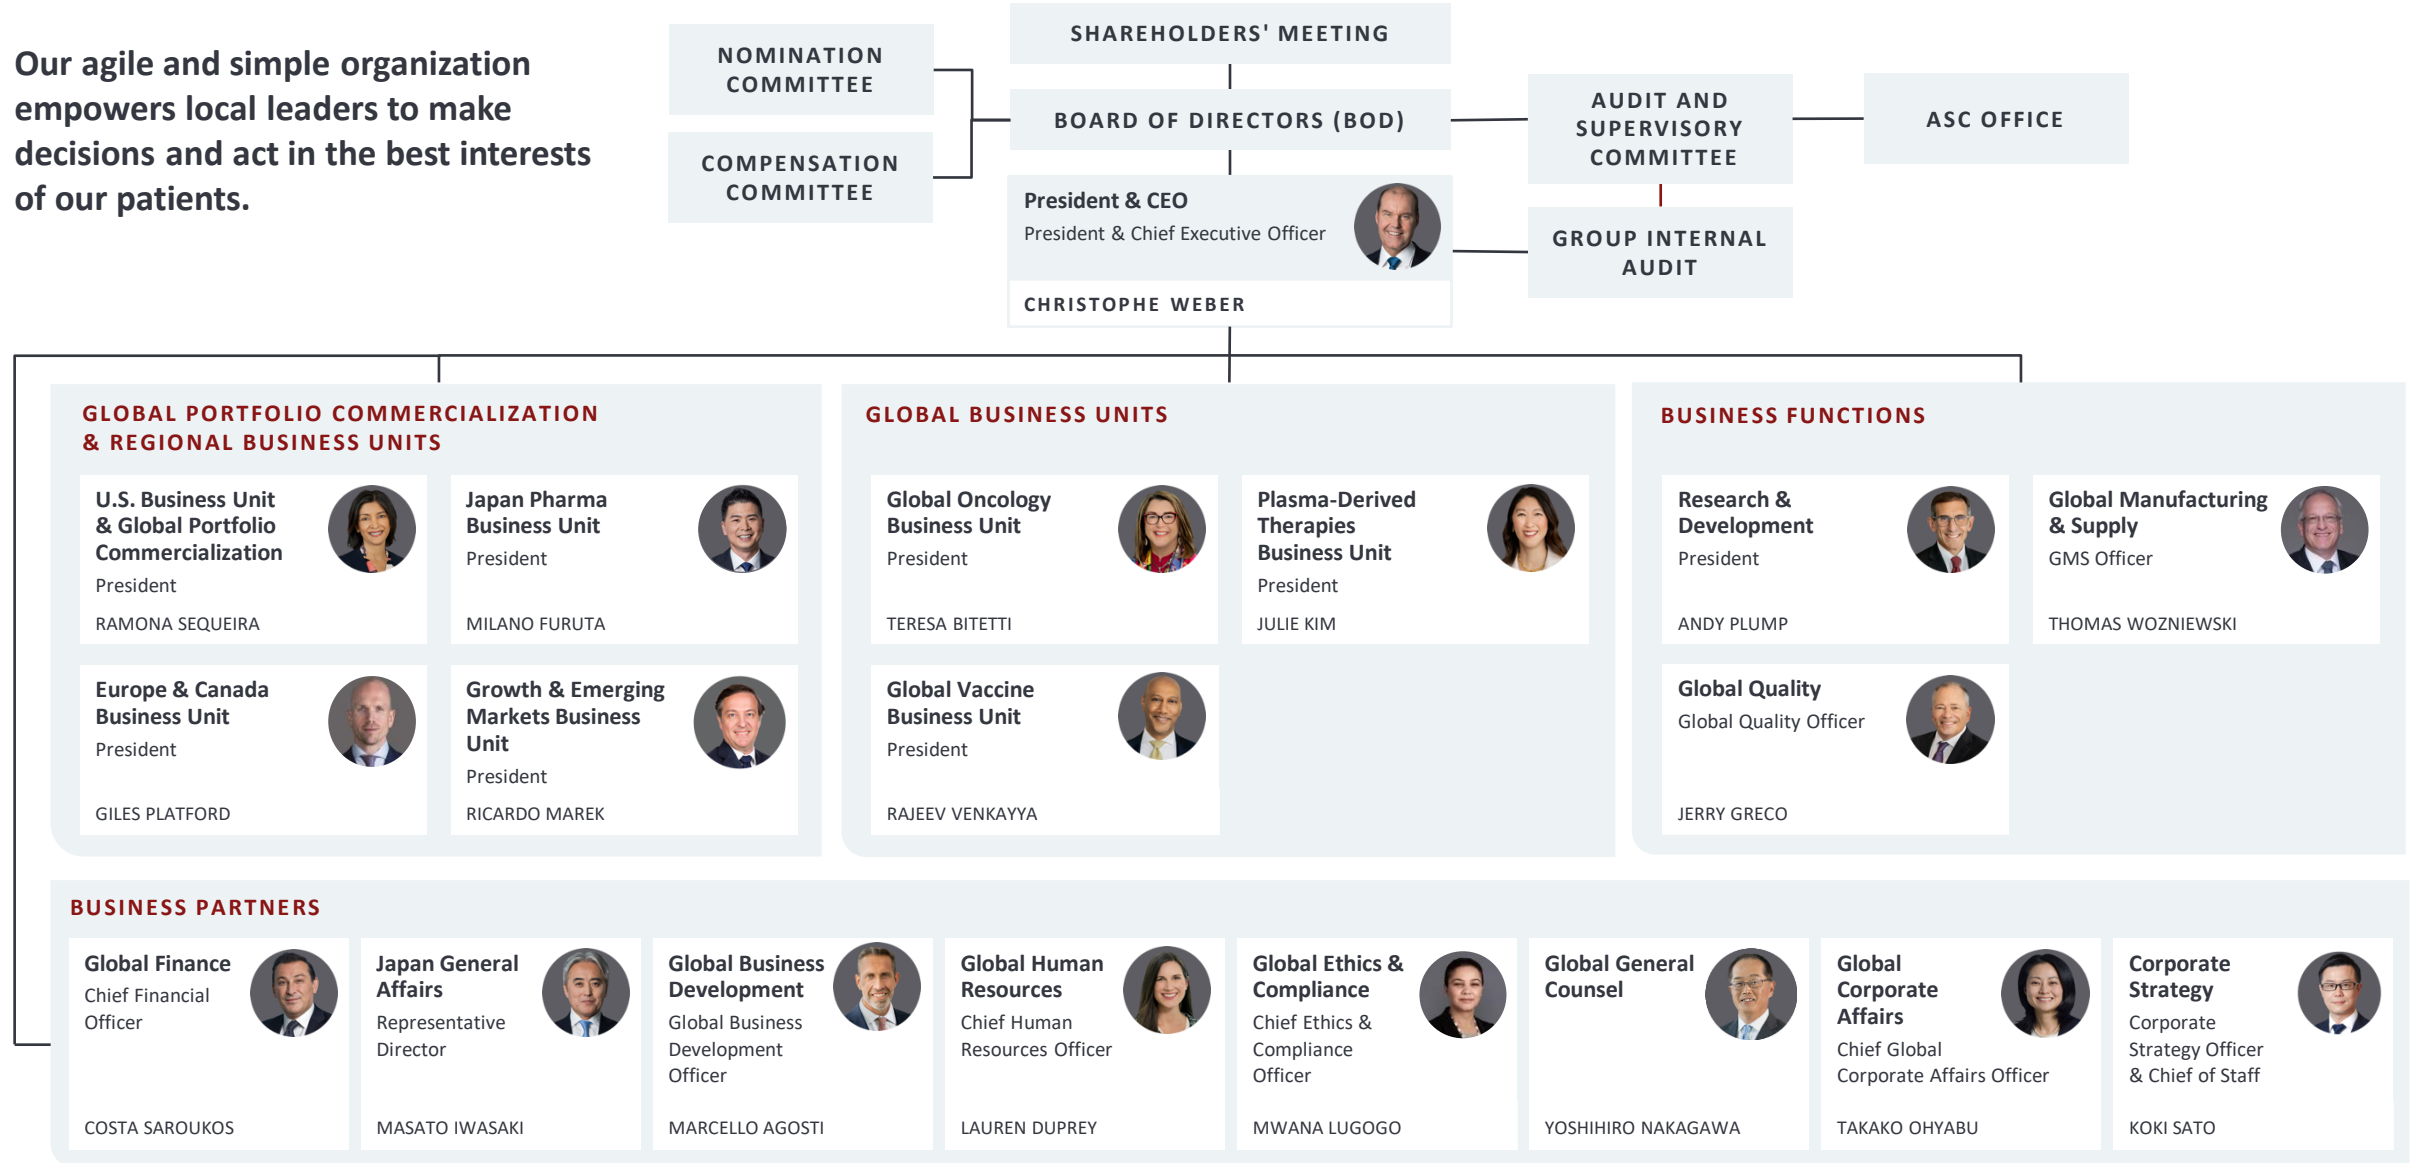 Our agile and simple organization
empowers local leaders to make
decisions and act in the best interests
of our patients.
NOMINATION
COMMITTEE
COMPENSATION
COMMITTEE
SHAREHOLDERS' MEETING
BOARD OF DIRECTORS (BOD)
AUDIT AND
SUPERVISORY
COMMITTEE
ASC OFFICE
President & CEO
President & Chief Executive Officer
CHRISTOPHE WEBER
GROUP INTERNAL
AUDIT
GLOBAL PORTFOLIO COMMERCIALIZATION
& REGIONAL BUSINESS UNITS
U.S. Business Unit
& Global Portfolio
Commercialization
President
RAMONA SEQUEIRA
Japan Pharma
Business Unit
President
MILANO FURUTA
Europe & Canada
Business Unit
President
GILES PLATFORD
Growth & Emerging
Markets Business
Unit
President
RICARDO MAREK
GLOBAL BUSINESS UNITS
Global Oncology
Business Unit
President
TERESA BITETTI
Plasma-Derived
Therapies
Business Unit
President
JULIE KIM
Global Vaccine
Business Unit
President
RAJEEV VENKAYYA
BUSINESS FUNCTIONS
Research &
Development
President
ANDY PLUMP
Global Manufacturing
& Supply
GMS Officer
THOMAS WOZNIEWSKI
Global Quality
Global Quality Officer
JERRY GRECO
BUSINESS PARTNERS
Global Finance
Chief Financial
Officer
COSTA SAROUKOS
Japan General
Affairs
Representative
Director
MASATO IWASAKI
Global Business
Development
Global Business
Development
Officer
MARCELLO AGOSTI
Global Human
Resources
Chief Human
Resources Officer
LAUREN DUPREY
Global Ethics &
Compliance
Chief Ethics &
Compliance
Officer
MWANA LUGOGO
Global General
Counsel
YOSHIHIRO NAKAGAWA
Global
Corporate
Affairs
Chief Global
Corporate Affairs Officer
TAKAKO OHYABU
Corporate
Strategy
Corporate
Strategy Officer
& Chief of Staff
KOKI SATO